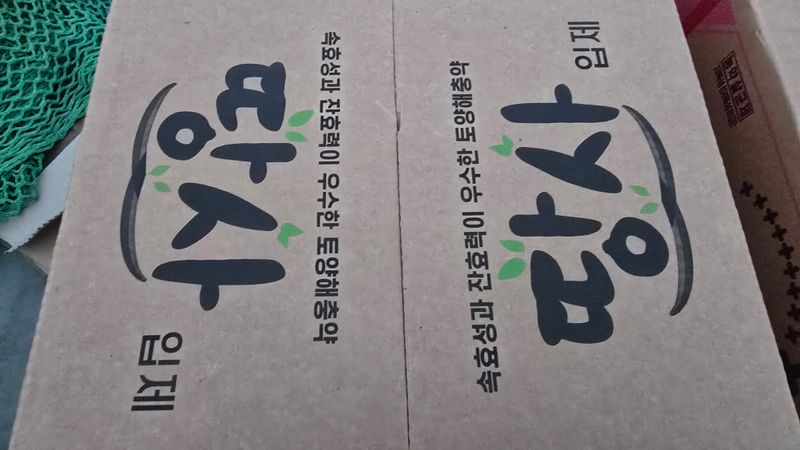 속효성과 잔효력이 우수한 토양해충약
땅사
입제
속효성과 잔효력이 우수한 토양해충약
땅사
입제